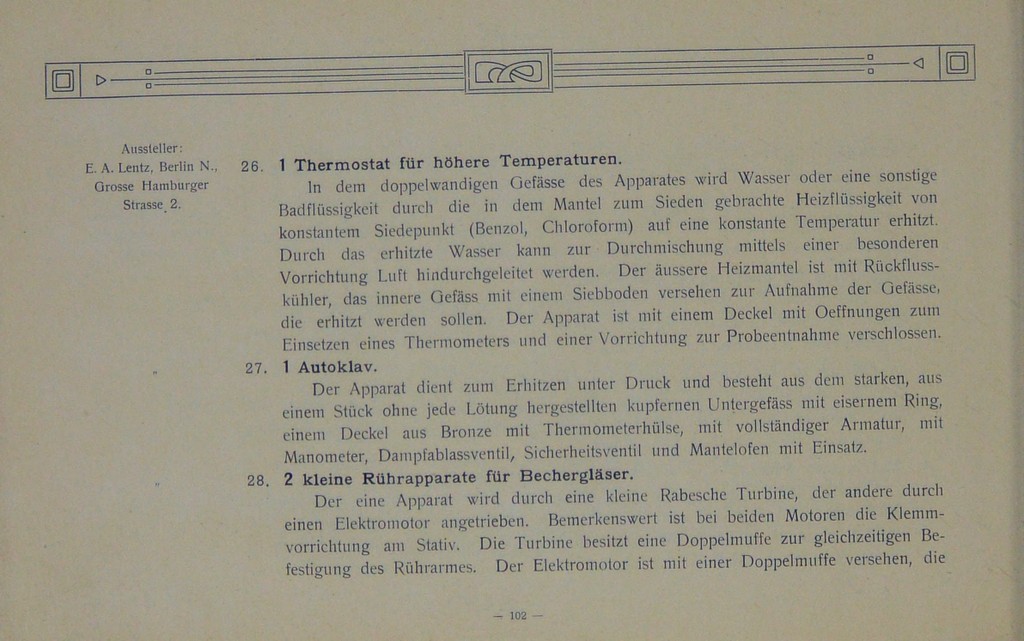 Aussteller:
E. A. Lentz, Berlin N.,
Grosse Hamburger
Strasse 2.
26. 1 Thermostat für höhere Temperaturen.
In dem doppelwandigen Gefässe des Apparates wird Wasser oder eine sonstige
Badflüssigkeit durch die in dem Mantel zum Sieden gebrachte Heizflüssigkeit von
konstantem Siedepunkt (Benzol, Chloroform) auf eine konstante Temperatur erhitzt.
Durch das erhitzte Wasser kann zur Durchmischung mittels einer besonderen
Vorrichtung Luft hindurchgeleitet werden. Der äussere Heizmantel ist mit Rückfluss-
kühler, das innere Gefäss mit einem Siebboden versehen zur Aufnahme der Gefässe,
die erhitzt werden sollen. Der Apparat ist mit einem Deckel mit Oeffnungen zum
Einsetzen eines Thermometers und einer Vorrichtung zur Probeentnahme verschlossen.
" 27. 1 Autoklav.
Der Apparat dient zum Erhitzen unter Druck und besteht aus dem starken, aus
einem Stück ohne jede Lötung hergestellten kupfernen Untergefäss mit eisernem Ring,
einem Deckel aus Bronze mit Thermometerhülse, mit vollständiger Armatur, mit
Manometer, Dampfablassventil, Sicherheitsventil und Mantelofen mit Einsatz.
" 28. 2 kleine Rührapparate für Bechergläser.
Der eine Apparat wird durch eine kleine Rabesche Turbine, der andere durch
einen Elektromotor angetrieben. Bemerkenswert ist bei beiden Motoren die Klemm-
vorrichtung am Stativ. Die Turbine besitzt eine Doppelmuffe zur gleichzeitigen Be-
festigung des Rührarmes. Der Elektromotor ist mit einer Doppelmuffe versehen, die
— 102 —